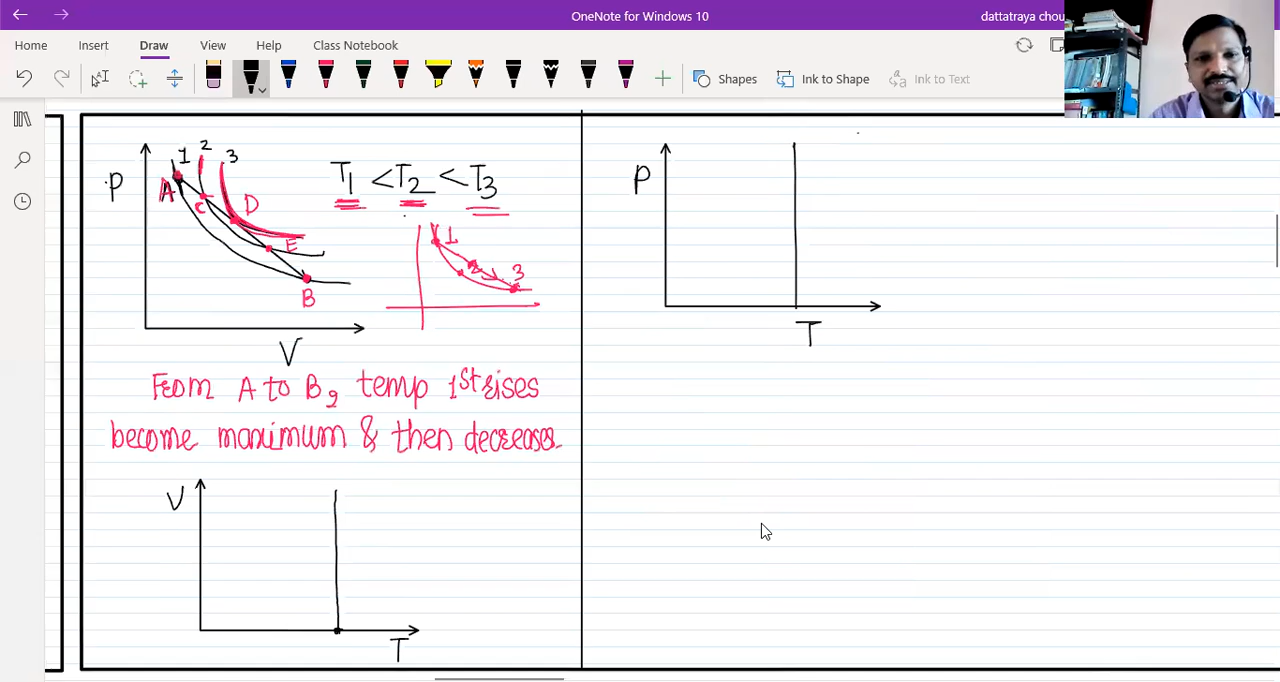 OneNote for Windows 10
dattatraya chou
Home Insert Draw View Help Class Notebook
Shapes Ink to Shape Ink to Text
P
1 2 3
A C D E B
V
T1 < T2 < T3
1 2 3
From A to B, temp 1st rises
become maximum & then decreases
V
T
P
T